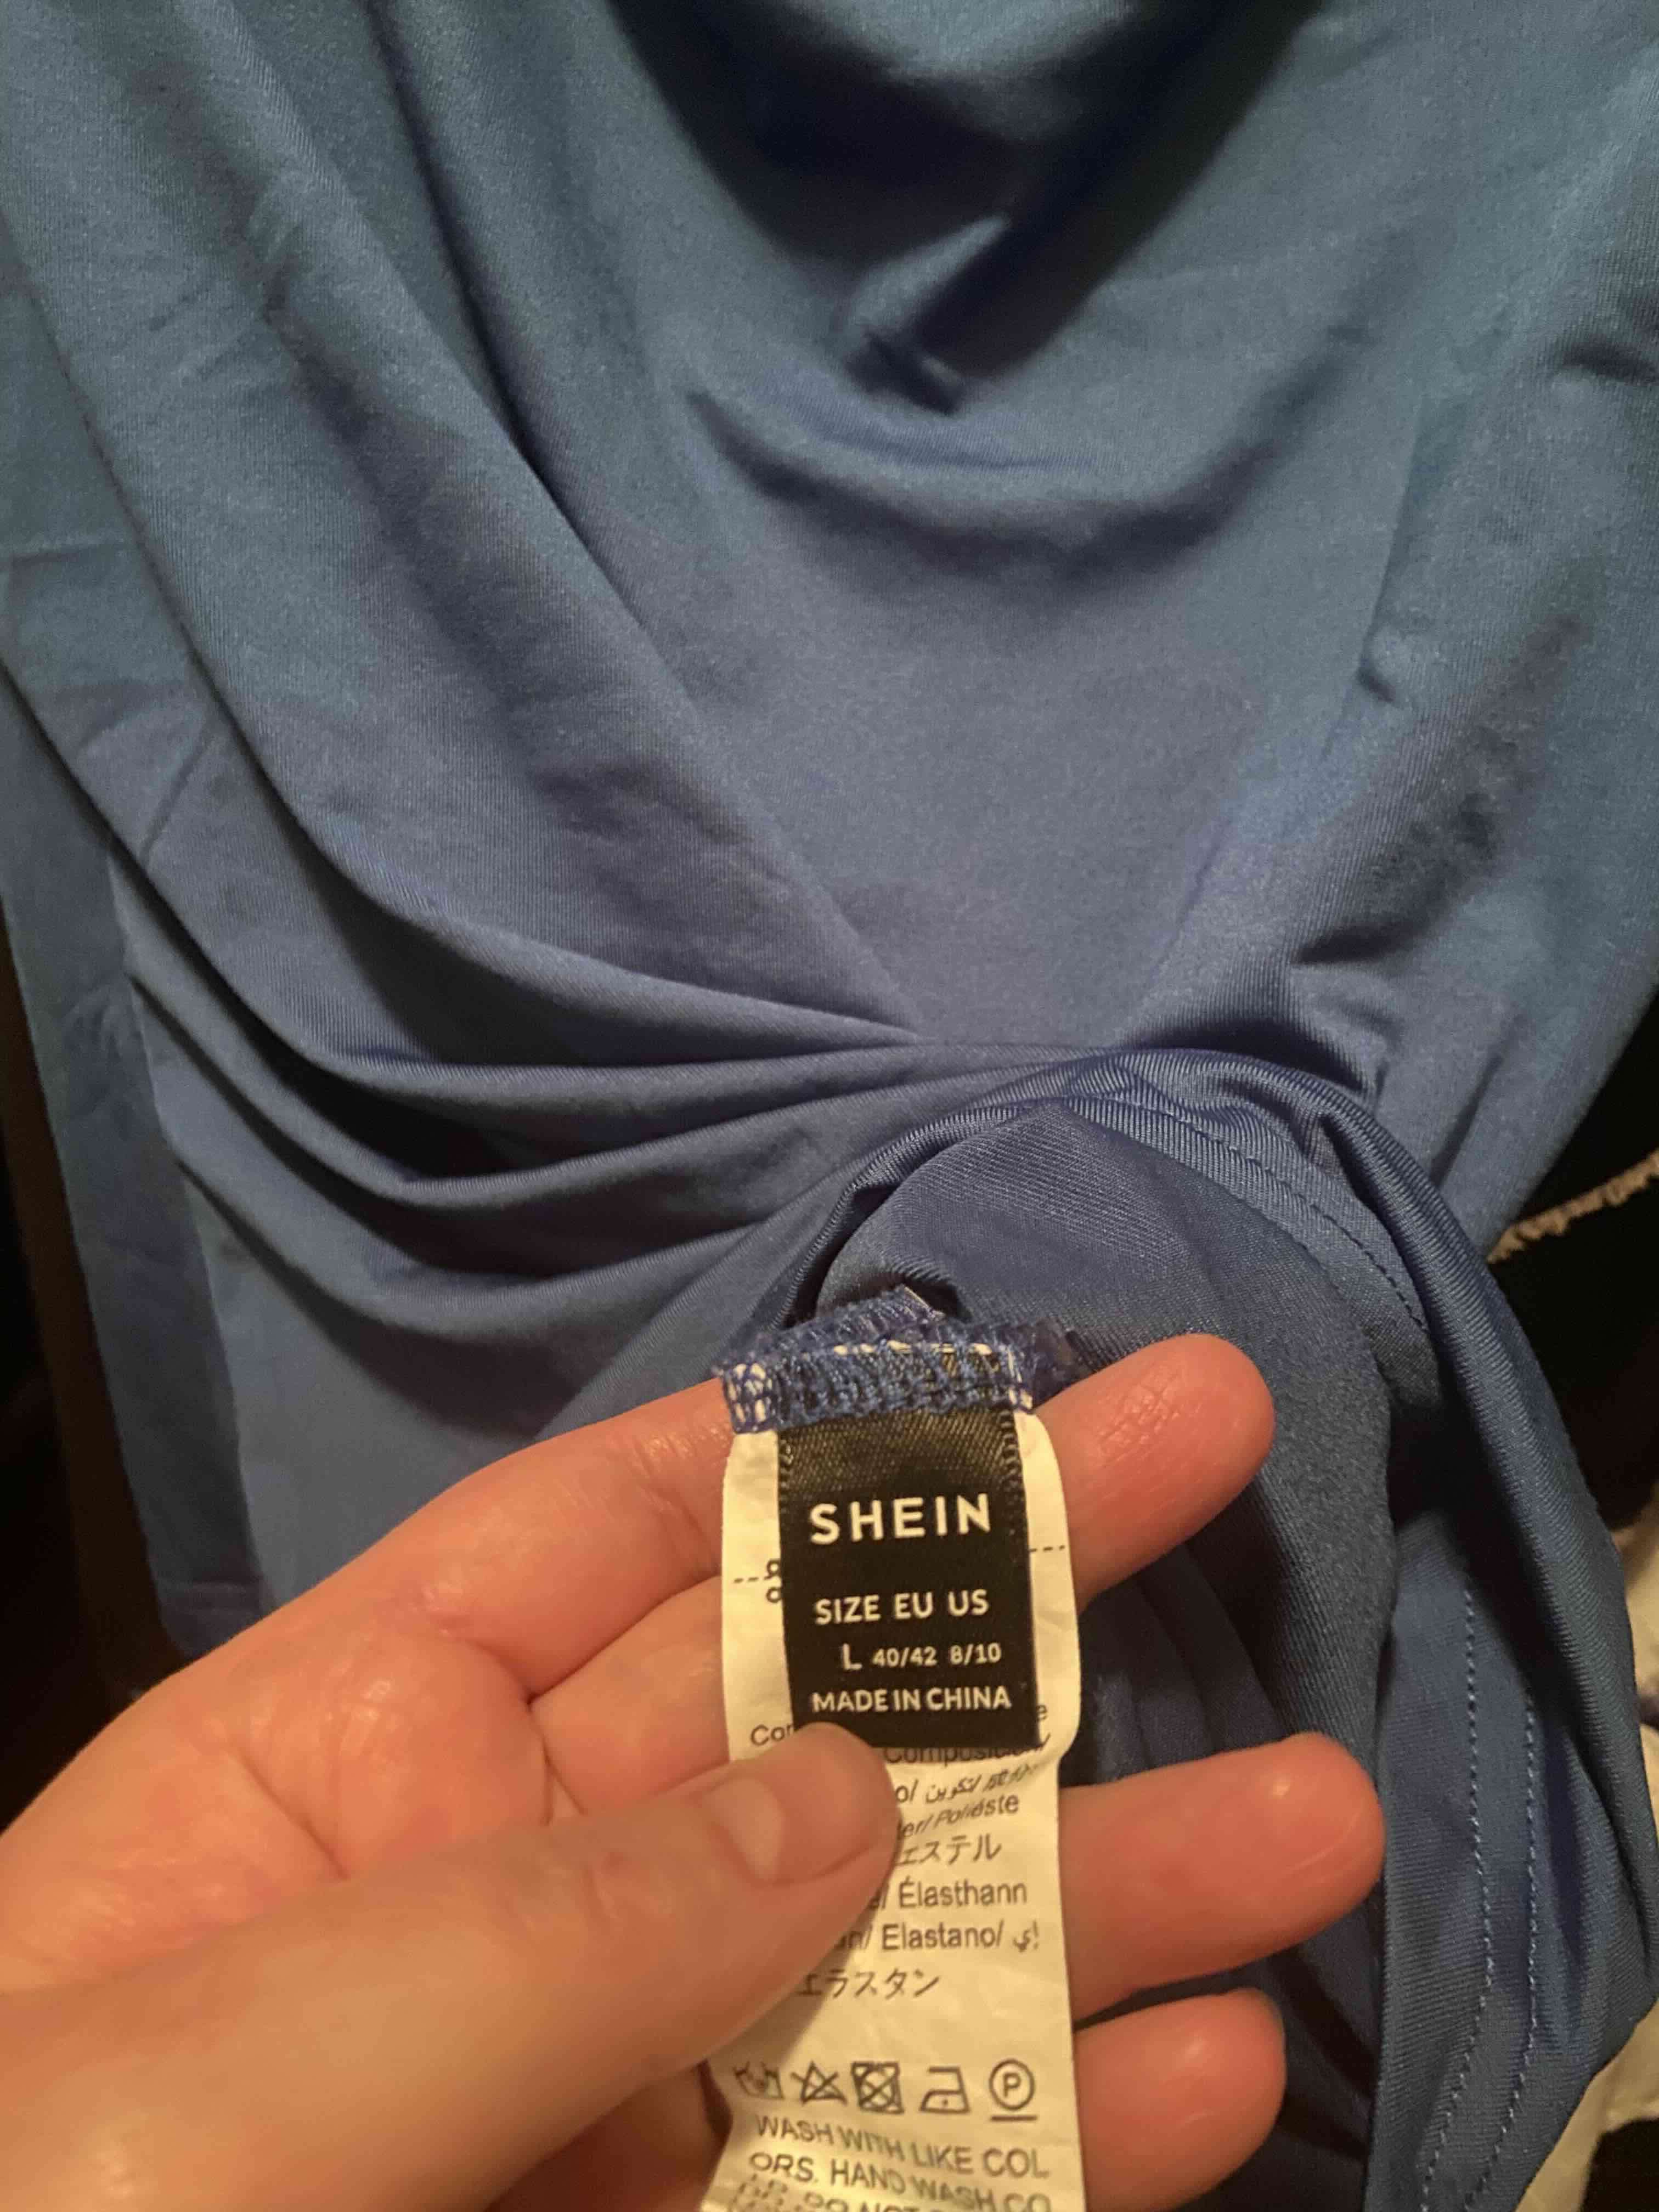 SHEIN
SIZE EU US
L 40/42 8/10
MADE IN CHINA
تكوين/
Poliéste
エステル
Élasthann
Elastano/
エラスタン
P
WASH WITH LIKE COL
ORS. HAND WASH CO